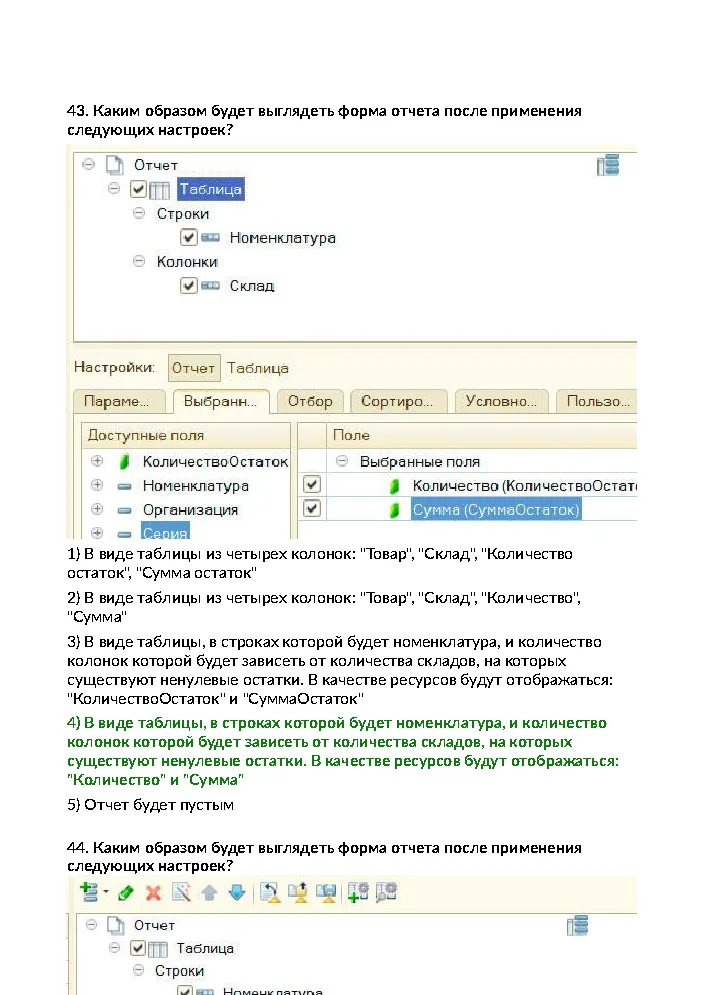 43. Каким образом будет выглядеть форма отчета после применения
следующих настроек?
Отчет
Таблица
Строки
Номенклатура
Колонки
Склад
Настройки: Отчет Таблица
Параме... Выбранн... Отбор Сортиро... Условно... Пользо...
Доступные поля Поле
КоличествоОстаток Выбранные поля
Номенклатура Количество (КоличествоОстат
Организация Сумма (СуммаОстаток)
Серия
1) В виде таблицы из четырех колонок: "Товар", "Склад", "Количество
остаток", "Сумма остаток"
2) В виде таблицы из четырех колонок: "Товар", "Склад", "Количество",
"Сумма"
3) В виде таблицы, в строках которой будет номенклатура, и количество
колонок которой будет зависеть от количества складов, на которых
существуют ненулевые остатки. В качестве ресурсов будут отображаться:
"КоличествоОстаток" и "СуммаОстаток"
4) В виде таблицы, в строках которой будет номенклатура, и количество
колонок которой будет зависеть от количества складов, на которых
существуют ненулевые остатки. В качестве ресурсов будут отображаться:
"Количество" и "Сумма"
5) Отчет будет пустым
44. Каким образом будет выглядеть форма отчета после применения
следующих настроек?
Отчет
Таблица
Строки
Номенклатура